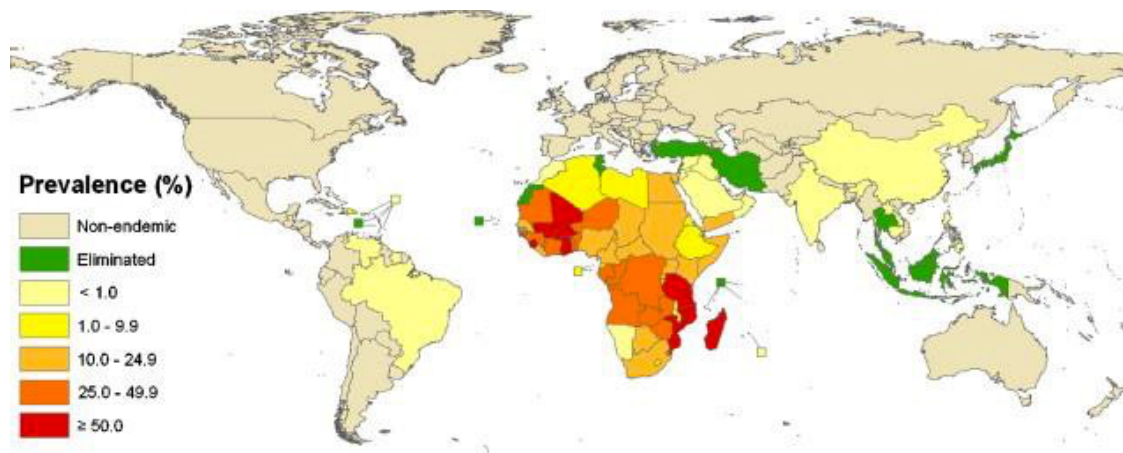 Prevalence (%)
Non-endemic
Eliminated
< 1.0
1.0 - 9.9
10.0 - 24.9
25.0 - 49.9
≥ 50.0